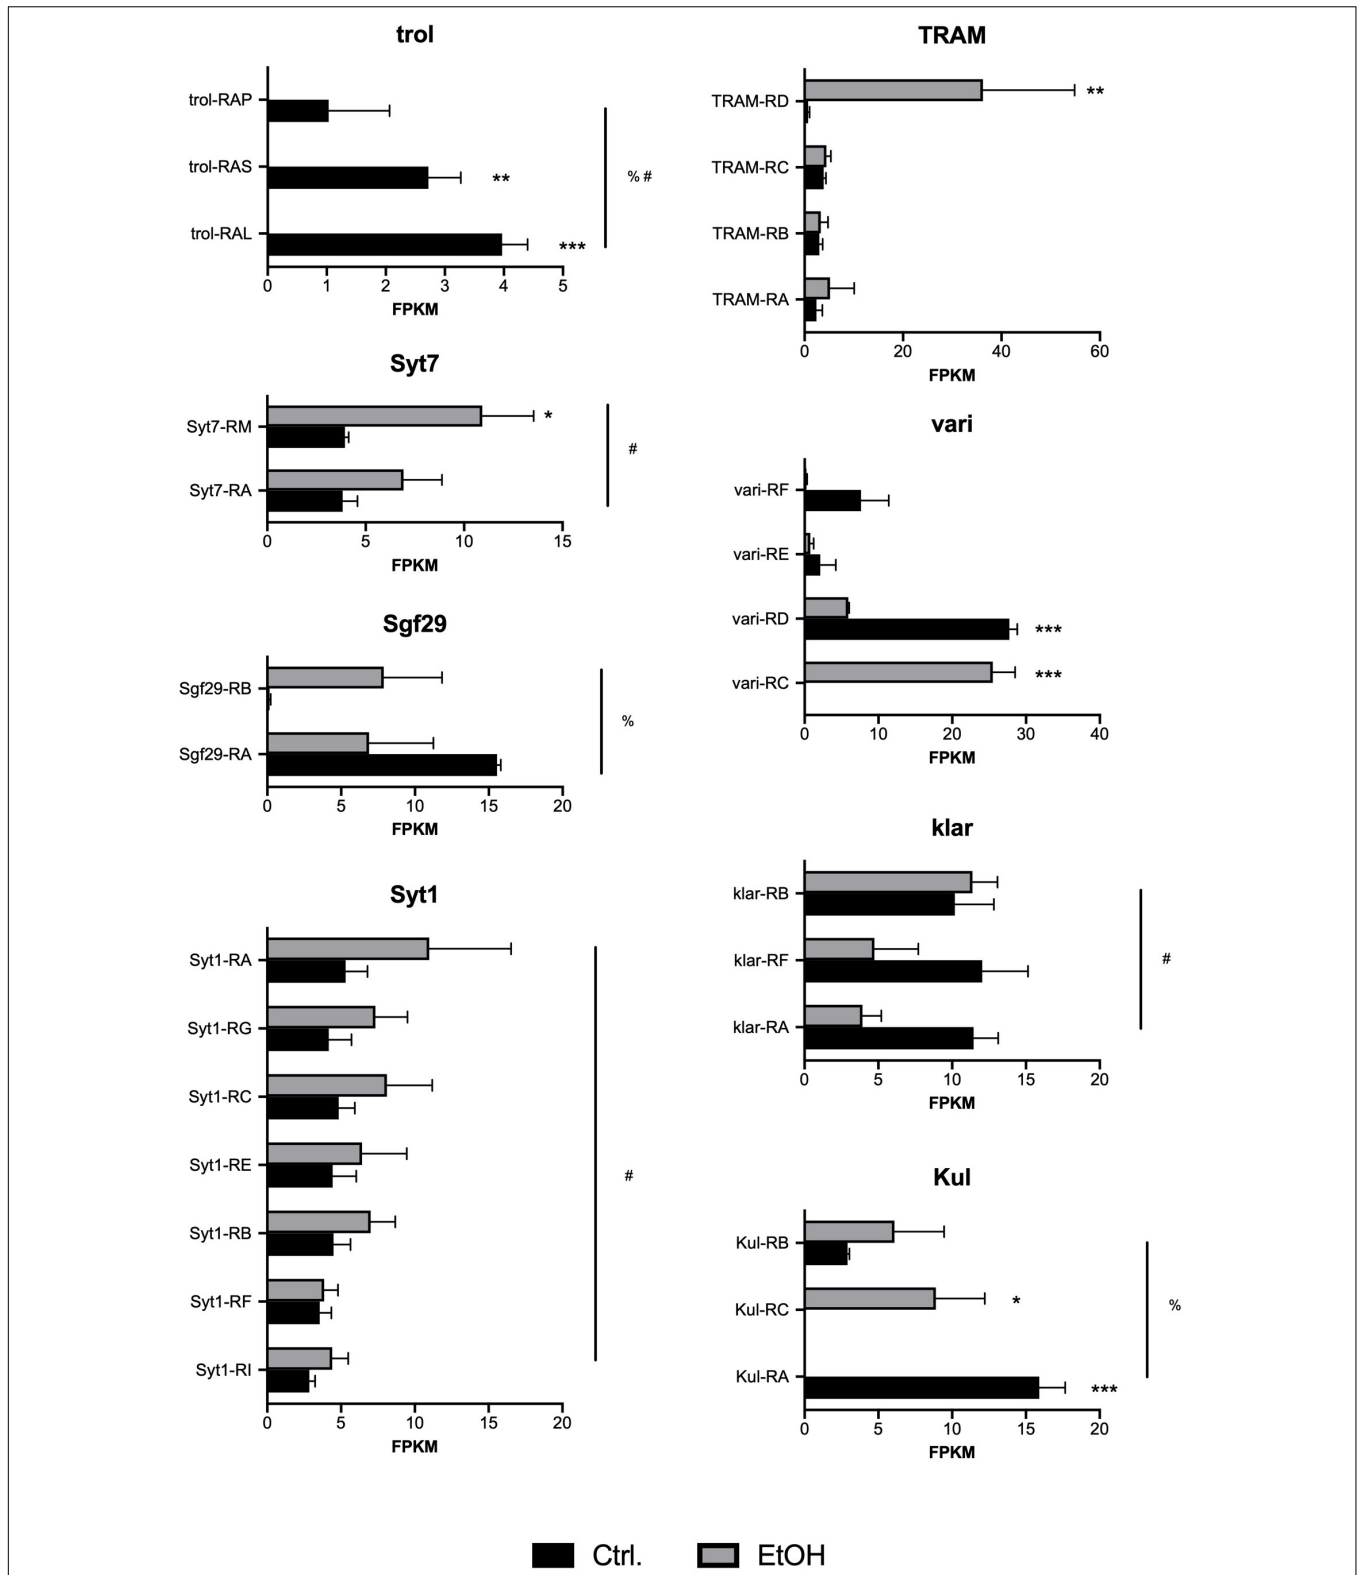 trol
trol-RAP
trol-RAS
**
trol-RAL
***
% #
0 1 2 3 4 5
FPKM
Syt7
Syt7-RM
*
Syt7-RA
#
0 5 10 15
FPKM
Sgf29
Sgf29-RB
Sgf29-RA
%
0 5 10 15 20
FPKM
Syt1
Syt1-RA
Syt1-RG
Syt1-RC
Syt1-RE
Syt1-RB
Syt1-RF
Syt1-RI
#
0 5 10 15 20
FPKM
TRAM
TRAM-RD
**
TRAM-RC
TRAM-RB
TRAM-RA
0 20 40 60
FPKM
vari
vari-RF
vari-RE
vari-RD
***
vari-RC
***
0 10 20 30 40
FPKM
klar
klar-RB
klar-RF
klar-RA
#
0 5 10 15 20
FPKM
Kul
Kul-RB
Kul-RC
*
Kul-RA
***
%
0 5 10 15 20
FPKM
Ctrl. EtOH